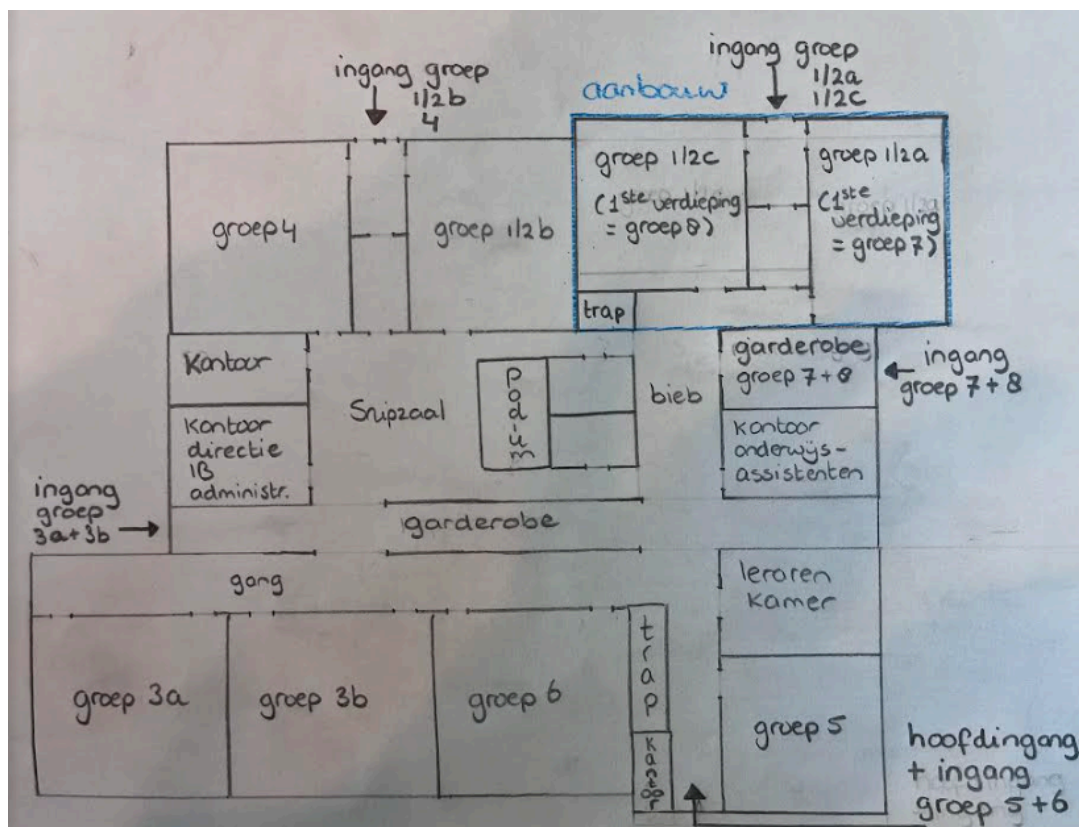 ingang groep
1/2b
4
aanbouw
ingang groep
1/2a
1/2c
groep 4
groep 1/2b
groep 1/2c
(1ste verdieping
= groep 8)
groep 1/2a
(1ste
verdieping
= groep 7)
trap
Kantoor
Kantoor
directie
IB
administr.
Snipzaal
podium
bieb
garderobe
groep 7+8
ingang
groep 7+8
kantoor
onderwijs-
assistenten
ingang
groep
3a+3b
garderobe
gang
leraren
kamer
groep 3a
groep 3b
groep 6
trap
kantoor
groep 5
hoofdingang
+ ingang
groep 5+6